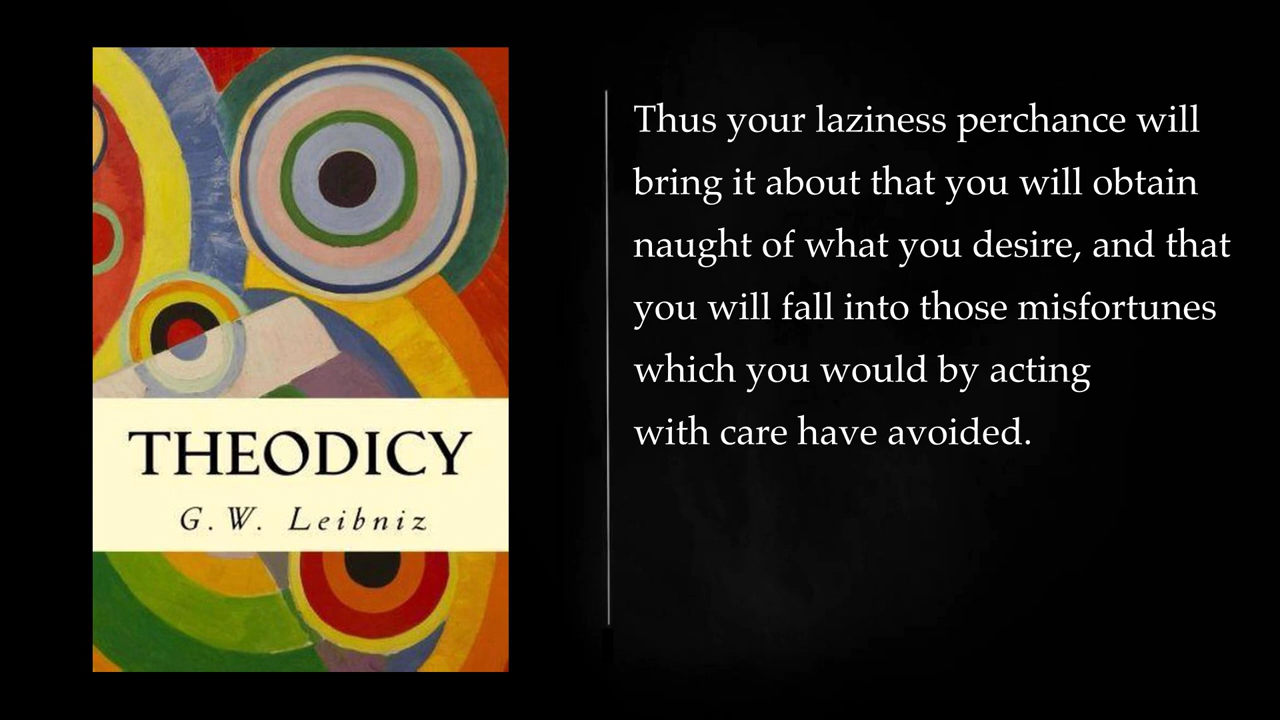 THEODICY
G. W. Leibniz
Thus your laziness perchance will
bring it about that you will obtain
naught of what you desire, and that
you will fall into those misfortunes
which you would by acting
with care have avoided.